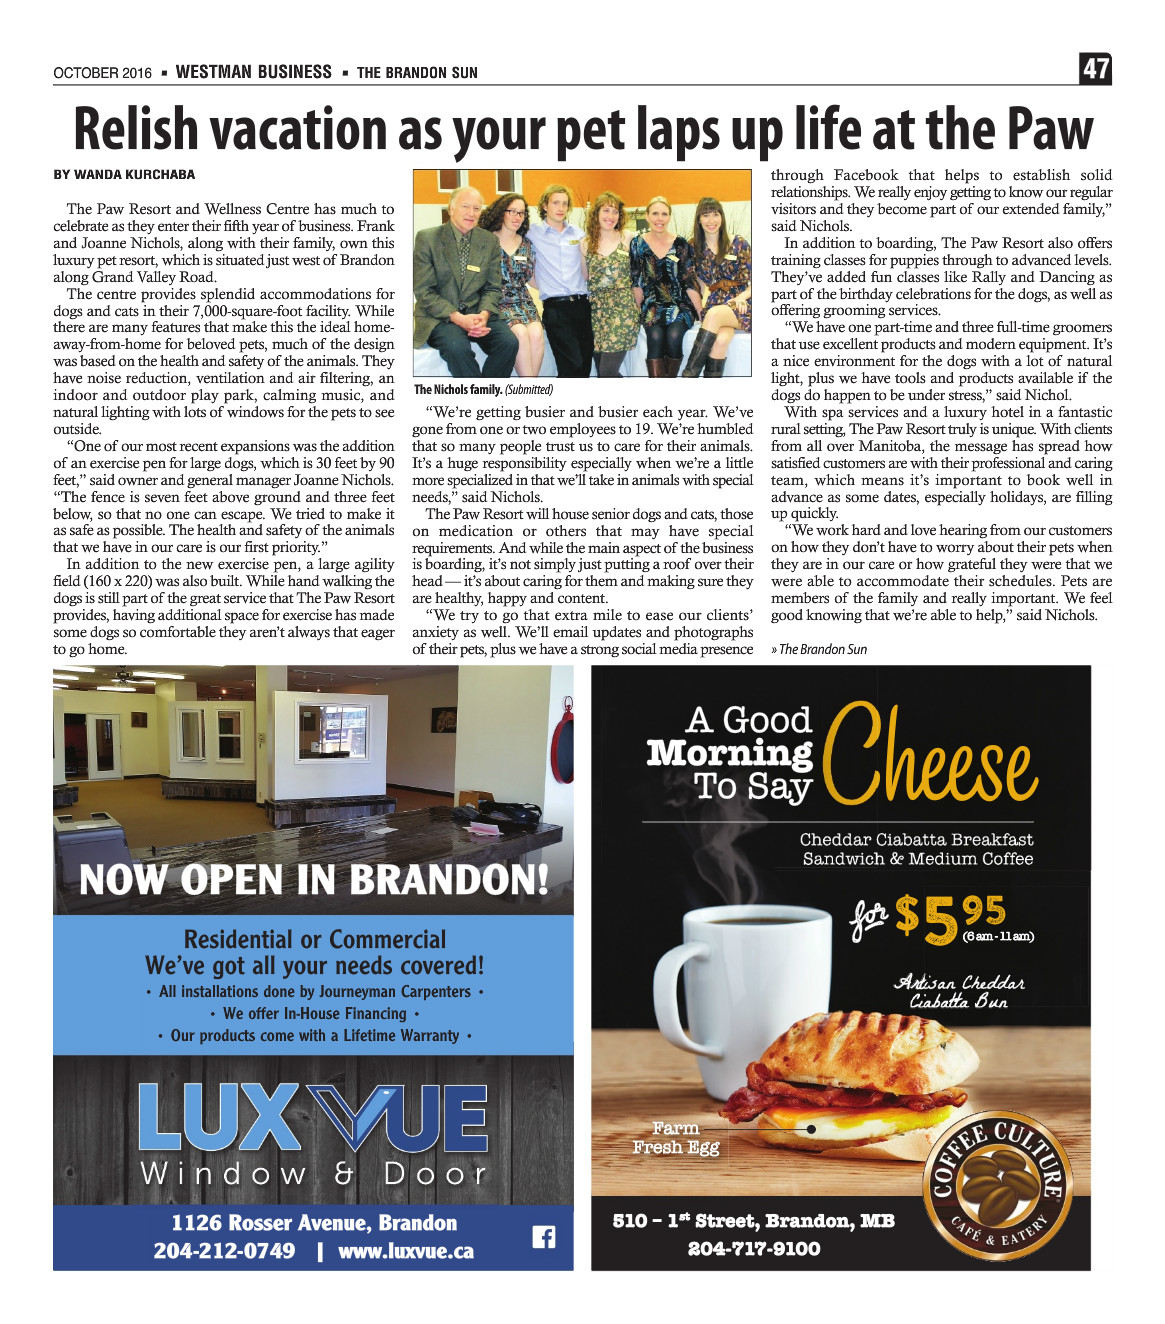 OCTOBER 2016 ▪ WESTMAN BUSINESS ▪ THE BRANDON SUN
47
Relish vacation as your pet laps up life at the Paw
BY WANDA KURCHABA
The Paw Resort and Wellness Centre has much to
celebrate as they enter their fifth year of business. Frank
and Joanne Nichols, along with their family, own this
luxury pet resort, which is situated just west of Brandon
along Grand Valley Road.
The centre provides splendid accommodations for
dogs and cats in their 7,000-square-foot facility. While
there are many features that make this the ideal home-
away-from-home for beloved pets, much of the design
was based on the health and safety of the animals. They
have noise reduction, ventilation and air filtering, an
indoor and outdoor play park, calming music, and
natural lighting with lots of windows for the pets to see
outside.
“One of our most recent expansions was the addition
of an exercise pen for large dogs, which is 30 feet by 90
feet,” said owner and general manager Joanne Nichols.
“The fence is seven feet above ground and three feet
below, so that no one can escape. We tried to make it
as safe as possible. The health and safety of the animals
that we have in our care is our first priority.”
In addition to the new exercise pen, a large agility
field (160 x 220) was also built. While hand walking the
dogs is still part of the great service that The Paw Resort
provides, having additional space for exercise has made
some dogs so comfortable they aren’t always that eager
to go home.
The Nichols family. (Submitted)
“We’re getting busier and busier each year. We’ve
gone from one or two employees to 19. We’re humbled
that so many people trust us to care for their animals.
It’s a huge responsibility especially when we’re a little
more specialized in that we’ll take in animals with special
needs,” said Nichols.
The Paw Resort will house senior dogs and cats, those
on medication or others that may have special
requirements. And while the main aspect of the business
is boarding, it’s not simply just putting a roof over their
head — it’s about caring for them and making sure they
are healthy, happy and content.
“We try to go that extra mile to ease our clients’
anxiety as well. We’ll email updates and photographs
of their pets, plus we have a strong social media presence
through Facebook that helps to establish solid
relationships. We really enjoy getting to know our regular
visitors and they become part of our extended family,”
said Nichols.
In addition to boarding, The Paw Resort also offers
training classes for puppies through to advanced levels.
They’ve added fun classes like Rally and Dancing as
part of the birthday celebrations for the dogs, as well as
offering grooming services.
“We have one part-time and three full-time groomers
that use excellent products and modern equipment. It’s
a nice environment for the dogs with a lot of natural
light, plus we have tools and products available if the
dogs do happen to be under stress,” said Nichol.
With spa services and a luxury hotel in a fantastic
rural setting, The Paw Resort truly is unique. With clients
from all over Manitoba, the message has spread how
satisfied customers are with their professional and caring
team, which means it’s important to book well in
advance as some dates, especially holidays, are filling
up quickly.
“We work hard and love hearing from our customers
on how they don’t have to worry about their pets when
they are in our care or how grateful they were that we
were able to accommodate their schedules. Pets are
members of the family and really important. We feel
good knowing that we’re able to help,” said Nichols.
» The Brandon Sun
NOW OPEN IN BRANDON!
Residential or Commercial
We’ve got all your needs covered!
• All installations done by Journeyman Carpenters •
• We offer In-House Financing •
• Our products come with a Lifetime Warranty •
LUXVUE
Window & Door
1126 Rosser Avenue, Brandon
204-212-0749 | www.luxvue.ca
A Good
Morning
To Say
Cheese
Cheddar Ciabatta Breakfast
Sandwich & Medium Coffee
for $5.95
(6am-11am)
Artisan Cheddar
Ciabatta Bun
Farm
Fresh Egg
COFFEE CULTURE
CAFÉ & EATERY
510 – 1st Street, Brandon, MB
204-717-9100